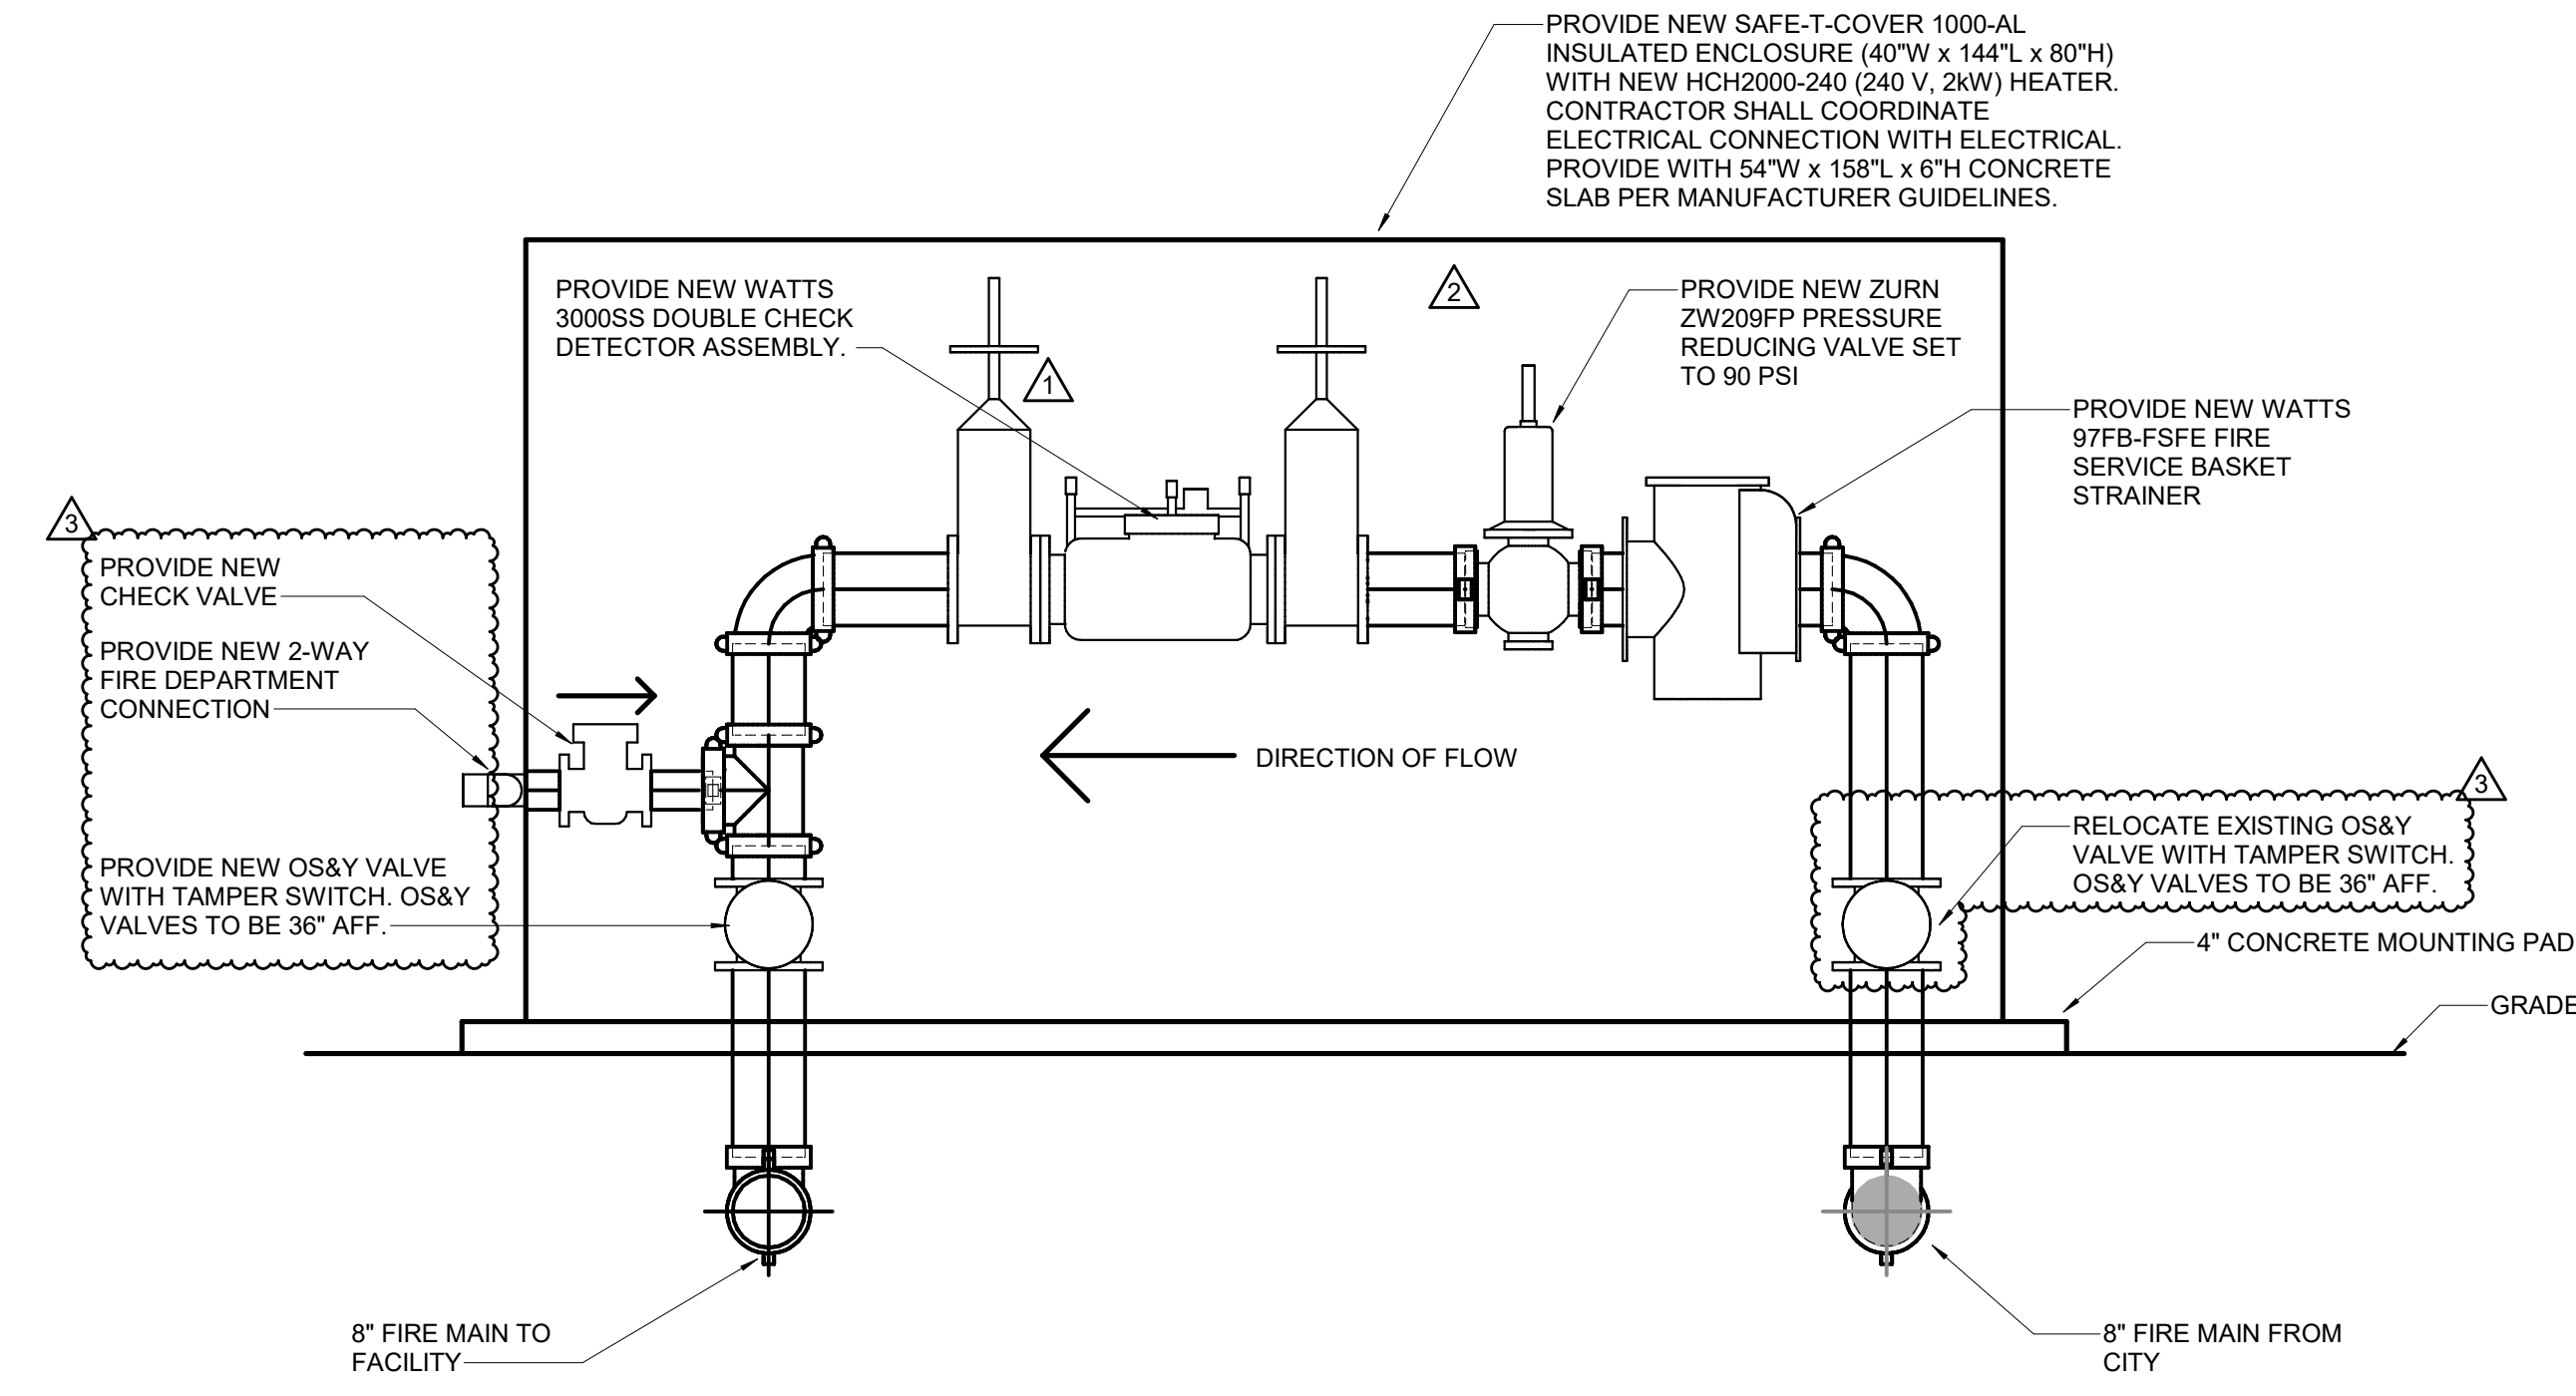 PROVIDE NEW SAFE-T-COVER 1000-AL
INSULATED ENCLOSURE (40"W x 144"L x 80"H)
WITH NEW HCH2000-240 (240 V, 2kW) HEATER.
CONTRACTOR SHALL COORDINATE
ELECTRICAL CONNECTION WITH ELECTRICAL.
PROVIDE WITH 54"W x 158"L x 6"H CONCRETE
SLAB PER MANUFACTURER GUIDELINES.
PROVIDE NEW WATTS
3000SS DOUBLE CHECK
DETECTOR ASSEMBLY.
1
2
PROVIDE NEW ZURN
ZW209FP PRESSURE
REDUCING VALVE SET
TO 90 PSI
PROVIDE NEW WATTS
97FB-FSFE FIRE
SERVICE BASKET
STRAINER
3
PROVIDE NEW
CHECK VALVE
PROVIDE NEW 2-WAY
FIRE DEPARTMENT
CONNECTION
PROVIDE NEW OS&Y VALVE
WITH TAMPER SWITCH. OS&Y
VALVES TO BE 36" AFF.
DIRECTION OF FLOW
3
RELOCATE EXISTING OS&Y
VALVE WITH TAMPER SWITCH.
OS&Y VALVES TO BE 36" AFF.
4" CONCRETE MOUNTING PAD
GRADE
8" FIRE MAIN TO
FACILITY
8" FIRE MAIN FROM
CITY